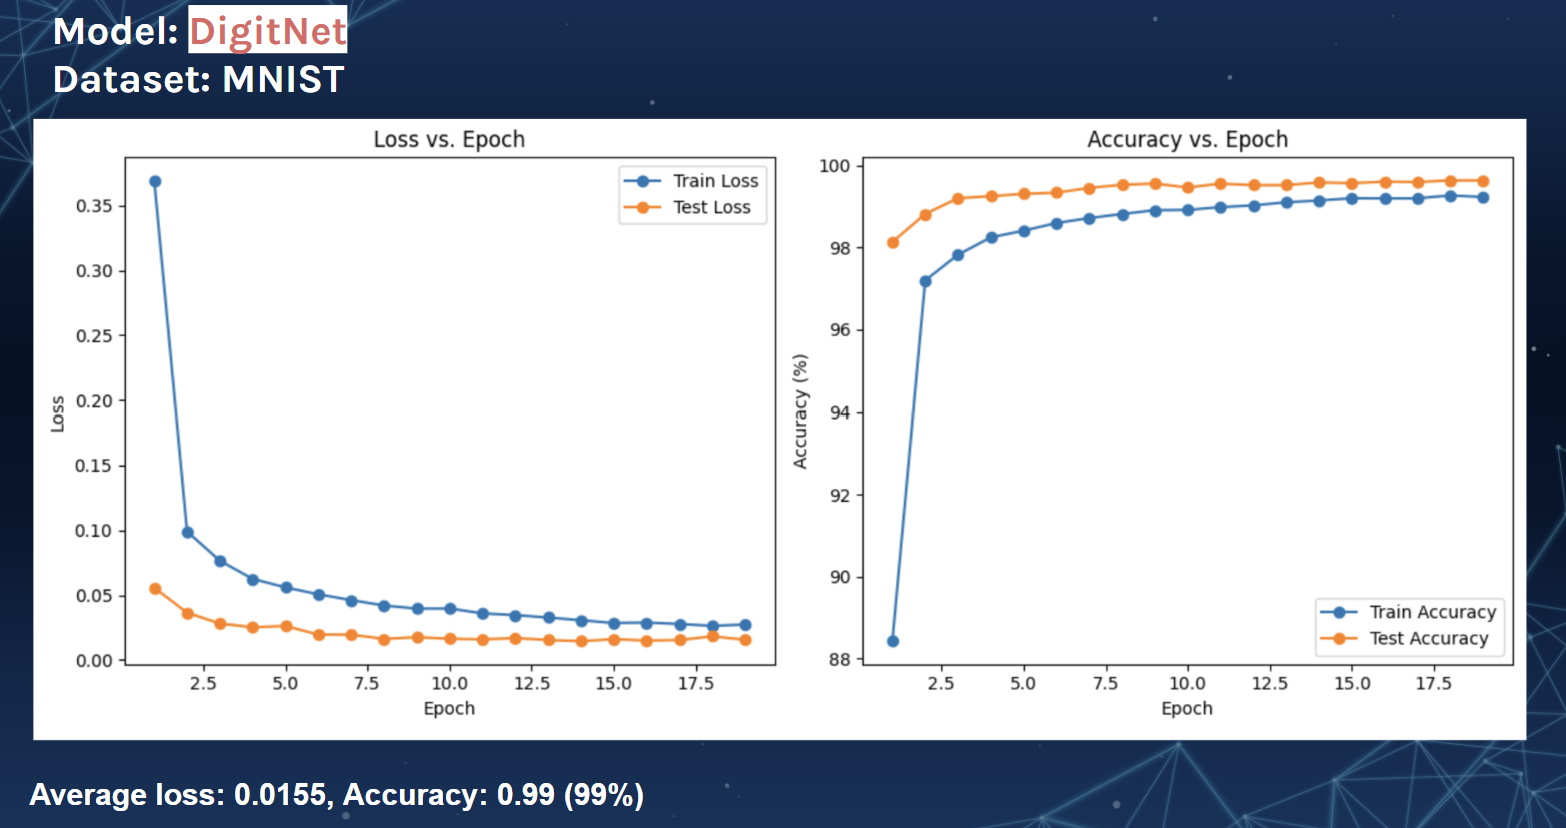 Model: DigitNet
Dataset: MNIST
Loss vs. Epoch
Train Loss
Test Loss
0.35
0.30
0.25
0.20
0.15
0.10
0.05
0.00
Loss
2.5 5.0 7.5 10.0 12.5 15.0 17.5
Epoch
Accuracy vs. Epoch
100
98
96
94
92
90
88
Accuracy (%)
Train Accuracy
Test Accuracy
2.5 5.0 7.5 10.0 12.5 15.0 17.5
Epoch
Average loss: 0.0155, Accuracy: 0.99 (99%)